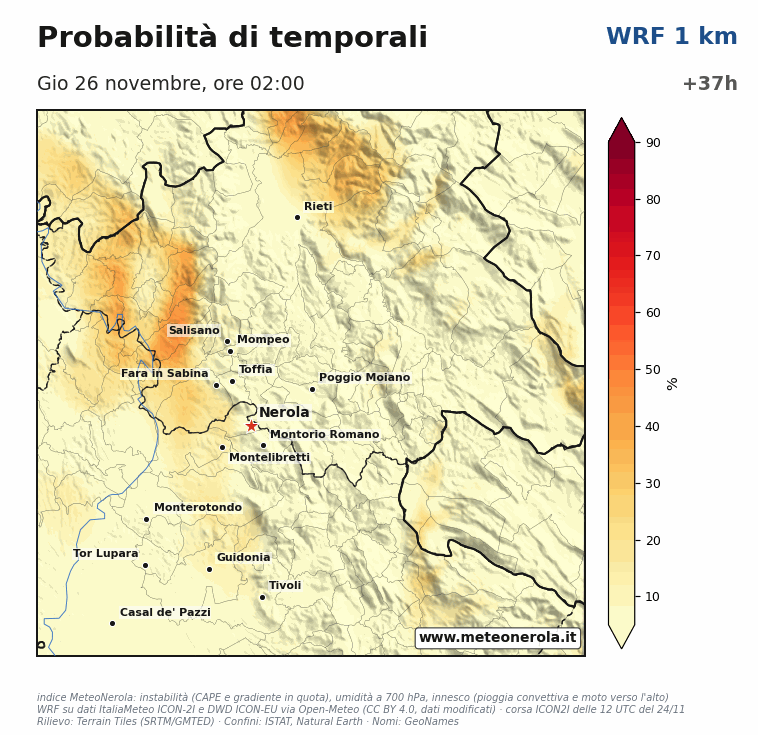 Probabilità di temporali
WRF 1 km
Gio 26 novembre, ore 02:00
+37h
Rieti
Salisano
Mompeo
Fara in Sabina
Toffia
Poggio Moiano
Nerola
Montorio Romano
Montelibretti
Monterotondo
Tor Lupara
Guidonia
Tivoli
Casal de' Pazzi
www.meteonerola.it
90
80
70
60
50
40
30
20
10
%
indice MeteoNerola: instabilità (CAPE e gradiente in quota), umidità a 700 hPa, innesco (pioggia convettiva e moto verso l'alto)
WRF su dati ItaliaMeteo ICON-2I e DWD ICON-EU via Open-Meteo (CC BY 4.0, dati modificati) · corsa ICON2I delle 12 UTC del 24/11
Rilievo: Terrain Tiles (SRTM/GMTED) · Confini: ISTAT, Natural Earth · Nomi: GeoNames